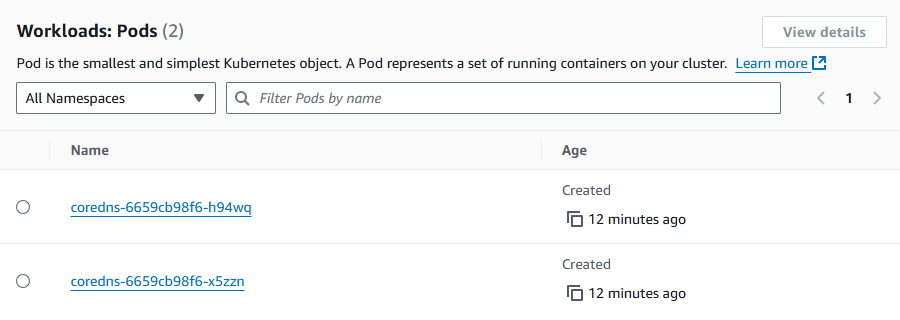 Workloads: Pods (2)
View details
Pod is the smallest and simplest Kubernetes object. A Pod represents a set of running containers on your cluster. Learn more
All Namespaces
Filter Pods by name
1
Name
Age
coredns-6659cb98f6-h94wq
Created
12 minutes ago
coredns-6659cb98f6-x5zzn
Created
12 minutes ago